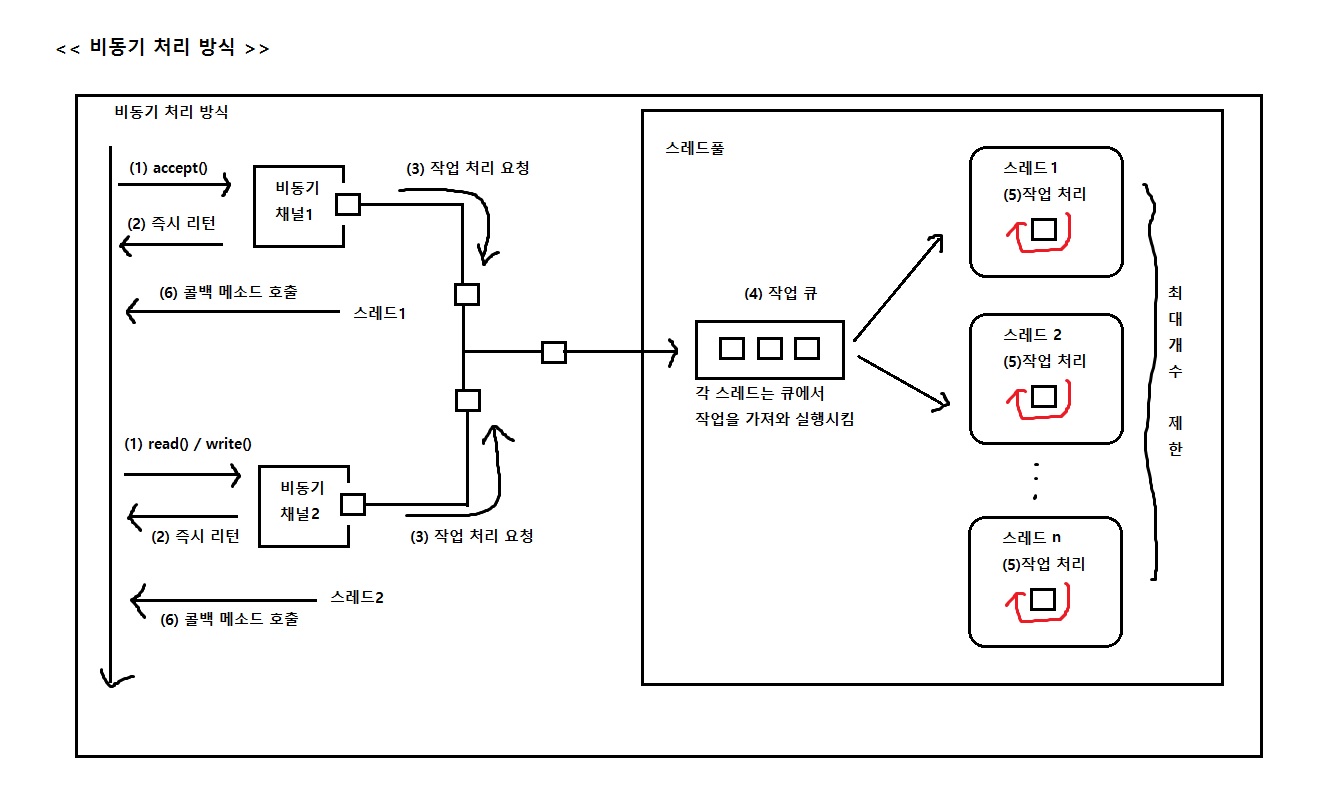 << 비동기 처리 방식 >>
비동기 처리 방식
(1) accept()
비동기
채널1
(2) 즉시 리턴
(3) 작업 처리 요청
(6) 콜백 메소드 호출
스레드1
(1) read() / write()
비동기
채널2
(2) 즉시 리턴
(3) 작업 처리 요청
스레드2
(6) 콜백 메소드 호출
스레드풀
(4) 작업 큐
각 스레드는 큐에서
작업을 가져와 실행시킴
스레드1
(5)작업 처리
스레드 2
(5)작업 처리
스레드 n
(5)작업 처리
최
대
개
수
제
한